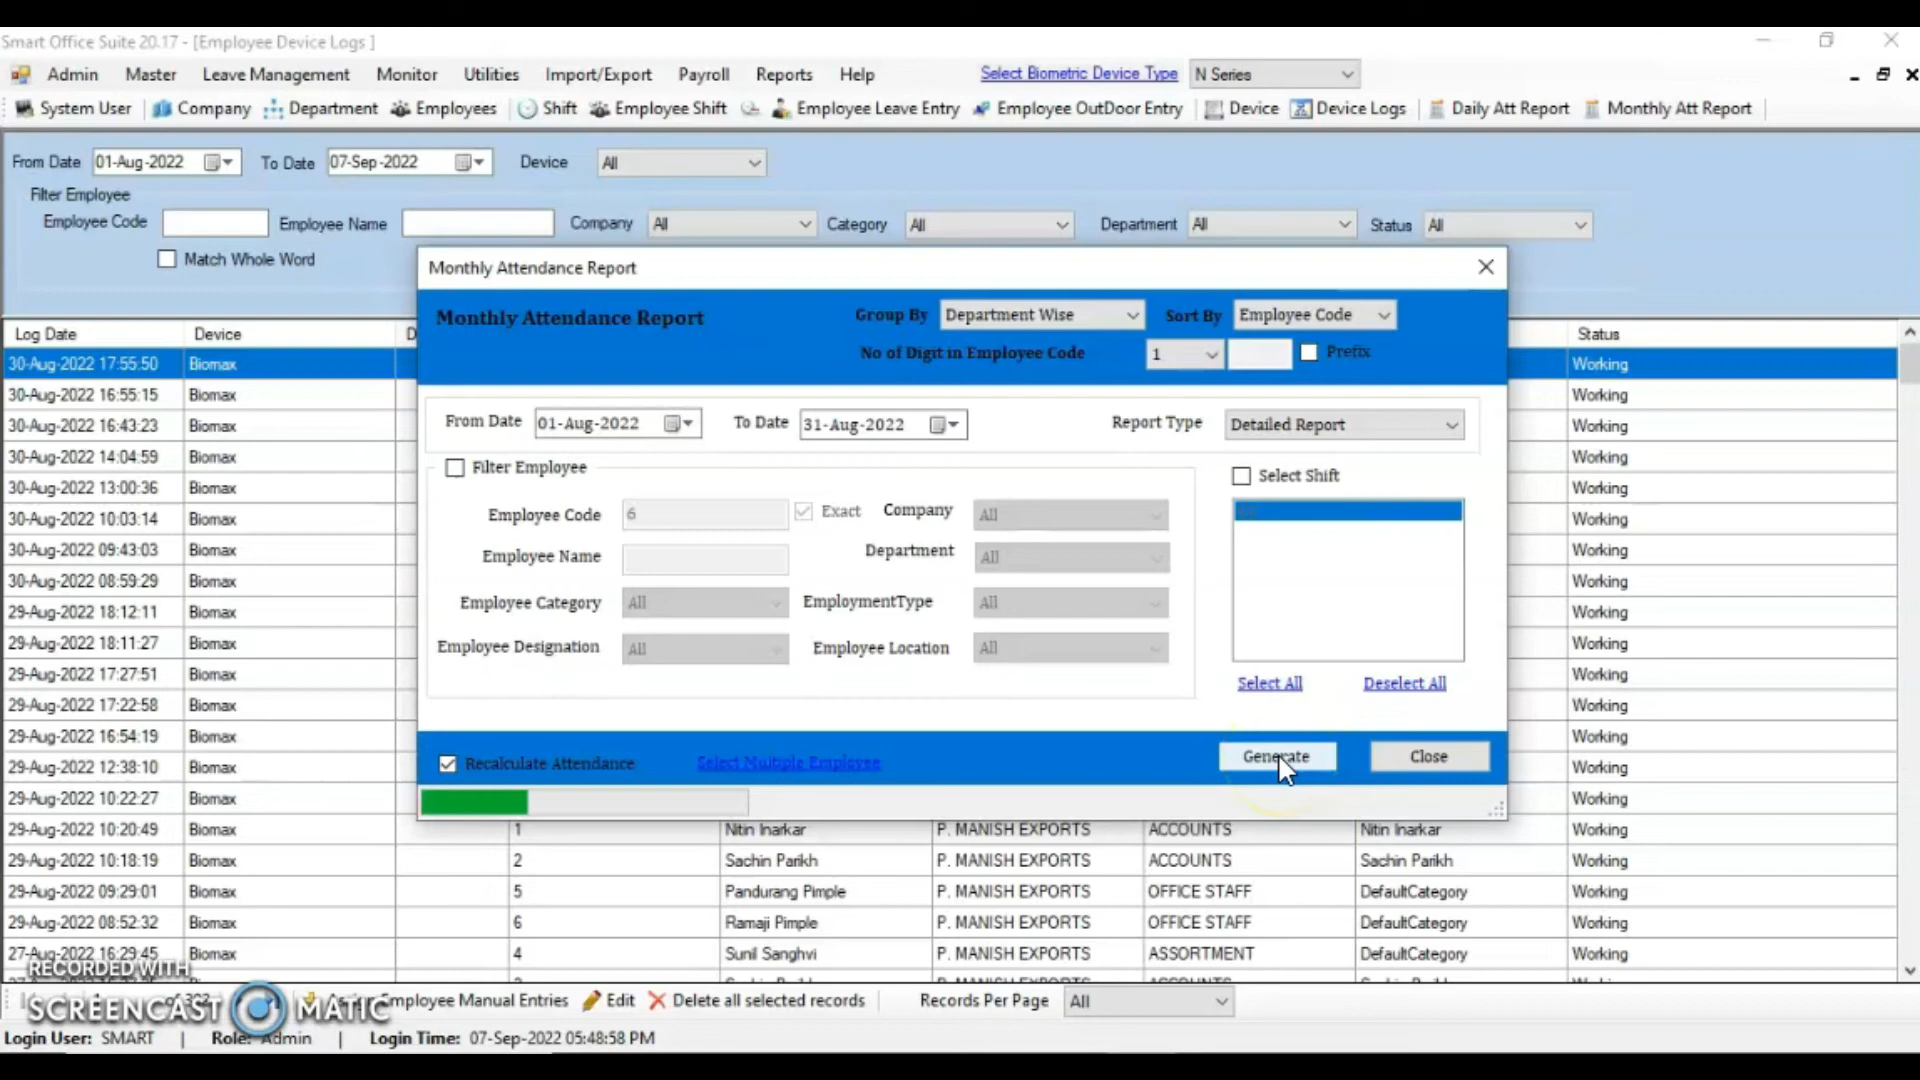 Smart Office Suite 20.17 - [Employee Device Logs ]
Admin Master Leave Management Monitor Utilities Import/Export Payroll Reports Help Select Biometric Device Type N Series
System User Company Department Employees Shift Employee Shift Employee Leave Entry Employee OutDoor Entry Device Device Logs Daily Att Report Monthly Att Report
From Date 01-Aug-2022 To Date 07-Sep-2022 Device All
Filter Employee
Employee Code Employee Name Company All Category All Department All Status All
Match Whole Word
Monthly Attendance Report
Monthly Attendance Report Group By Department Wise Sort By Employee Code
No of Digit in Employee Code 1 Prefix
From Date 01-Aug-2022 To Date 31-Aug-2022 Report Type Detailed Report
Filter Employee Select Shift
Employee Code 6 Exact Company All
Employee Name Department All
Employee Category All EmploymentType All
Employee Designation All Employee Location All
Select All Deselect All
Recalculate Attendance Select Multiple Employee Generate Close
Log Date Device D Status
30-Aug-2022 17:55:50 Biomax Working
30-Aug-2022 16:55:15 Biomax Working
30-Aug-2022 16:43:23 Biomax Working
30-Aug-2022 14:04:59 Biomax Working
30-Aug-2022 13:00:36 Biomax Working
30-Aug-2022 10:03:14 Biomax Working
30-Aug-2022 09:43:03 Biomax Working
30-Aug-2022 08:59:29 Biomax Working
29-Aug-2022 18:12:11 Biomax Working
29-Aug-2022 18:11:27 Biomax Working
29-Aug-2022 17:27:51 Biomax Working
29-Aug-2022 17:22:58 Biomax Working
29-Aug-2022 16:54:19 Biomax Working
29-Aug-2022 12:38:10 Biomax Working
29-Aug-2022 10:22:27 Biomax Working
29-Aug-2022 10:20:49 Biomax 1 Nitin Inarkar P. MANISH EXPORTS ACCOUNTS Nitin Inarkar Working
29-Aug-2022 10:18:19 Biomax 2 Sachin Parikh P. MANISH EXPORTS ACCOUNTS Sachin Parikh Working
29-Aug-2022 09:29:01 Biomax 5 Pandurang Pimple P. MANISH EXPORTS OFFICE STAFF DefaultCategory Working
29-Aug-2022 08:52:32 Biomax 6 Ramaji Pimple P. MANISH EXPORTS OFFICE STAFF DefaultCategory Working
27-Aug-2022 16:29:45 Biomax 4 Sunil Sanghvi P. MANISH EXPORTS ASSORTMENT DefaultCategory Working
RECORDED WITH
SCREENCAST MATIC
Employee Manual Entries Edit Delete all selected records Records Per Page All
Login User: SMART | Role: Admin | Login Time: 07-Sep-2022 05:48:58 PM